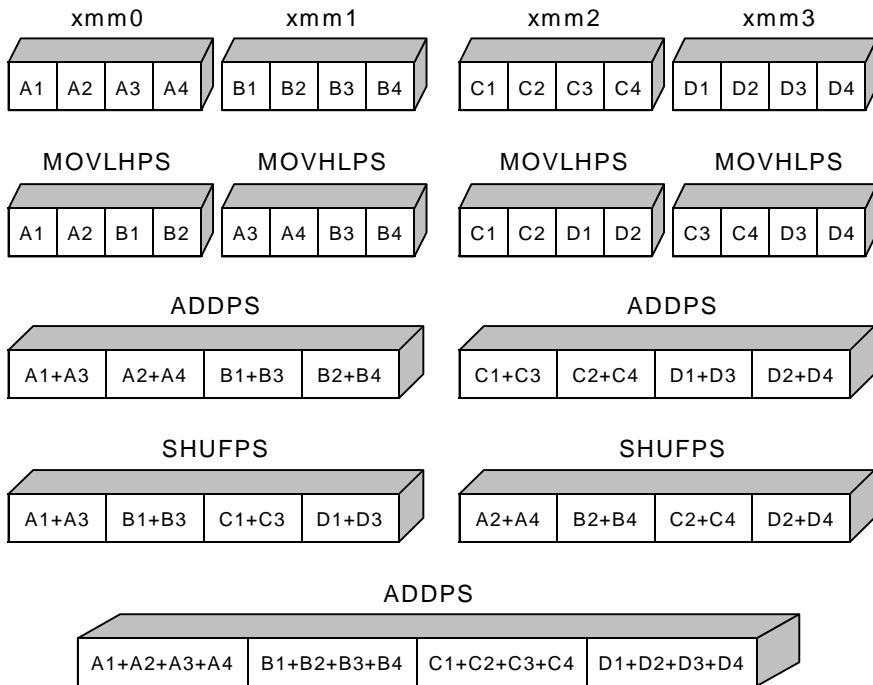 xmm0 xmm1 xmm2 xmm3
A1 A2 A3 A4 B1 B2 B3 B4 C1 C2 C3 C4 D1 D2 D3 D4
MOVLHPS MOVHLPS MOVLHPS MOVHLPS
A1 A2 B1 B2 A3 A4 B3 B4 C1 C2 D1 D2 C3 C4 D3 D4
ADDPS ADDPS
A1+A3 A2+A4 B1+B3 B2+B4 C1+C3 C2+C4 D1+D3 D2+D4
SHUFPS SHUFPS
A1+A3 B1+B3 C1+C3 D1+D3 A2+A4 B2+B4 C2+C4 D2+D4
ADDPS
A1+A2+A3+A4 B1+B2+B3+B4 C1+C2+C3+C4 D1+D2+D3+D4